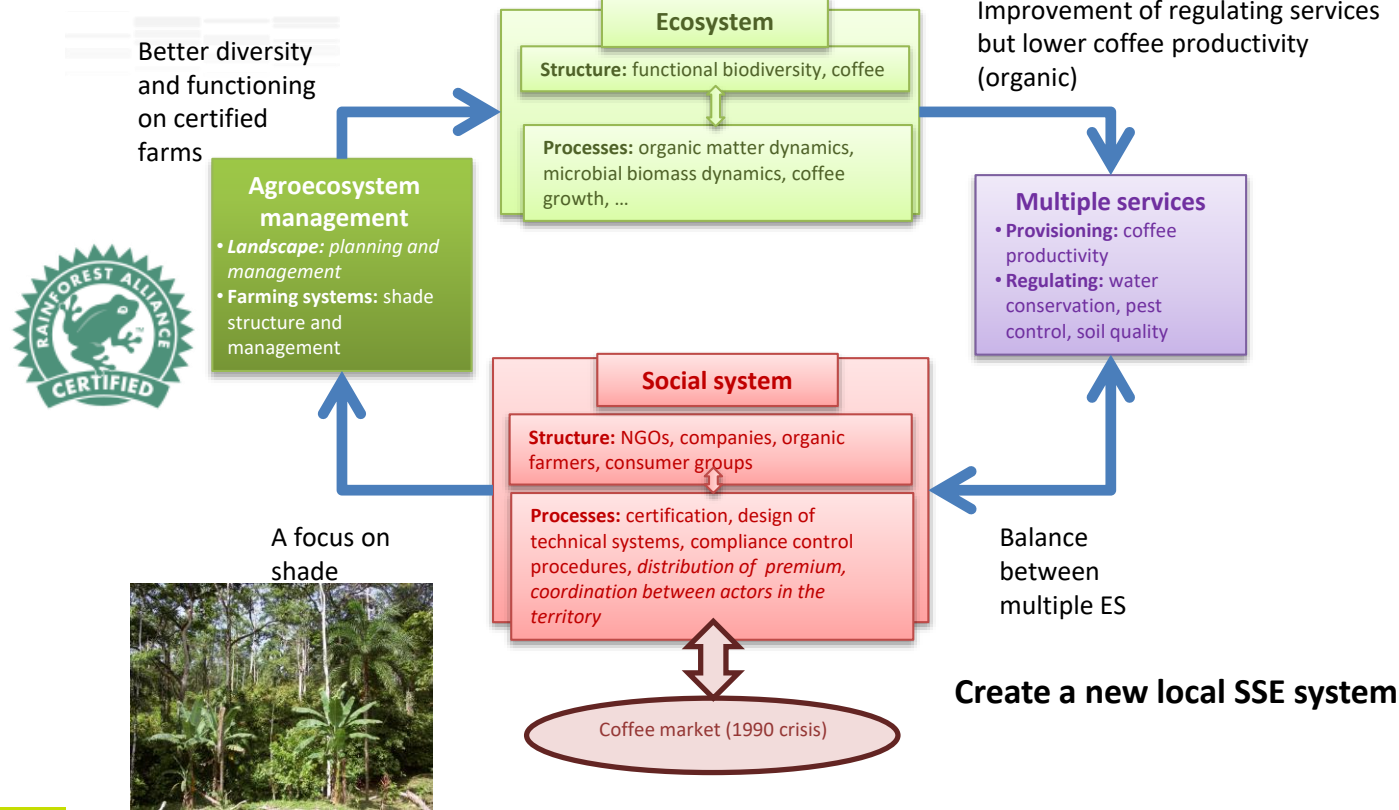 Ecosystem
Structure: functional biodiversity, coffee
Processes: organic matter dynamics,
microbial biomass dynamics, coffee
growth, …
Improvement of regulating services
but lower coffee productivity
(organic)
Better diversity
and functioning
on certified
farms
Agroecosystem
management
• Landscape: planning and
management
• Farming systems: shade
structure and
management
Multiple services
• Provisioning: coffee
productivity
• Regulating: water
conservation, pest
control, soil quality
RAINFOREST ALLIANCE
TM
CERTIFIED
Social system
Structure: NGOs, companies, organic
farmers, consumer groups
Processes: certification, design of
technical systems, compliance control
procedures, distribution of premium,
coordination between actors in the
territory
A focus on
shade
Balance
between
multiple ES
Create a new local SSE system
Coffee market (1990 crisis)